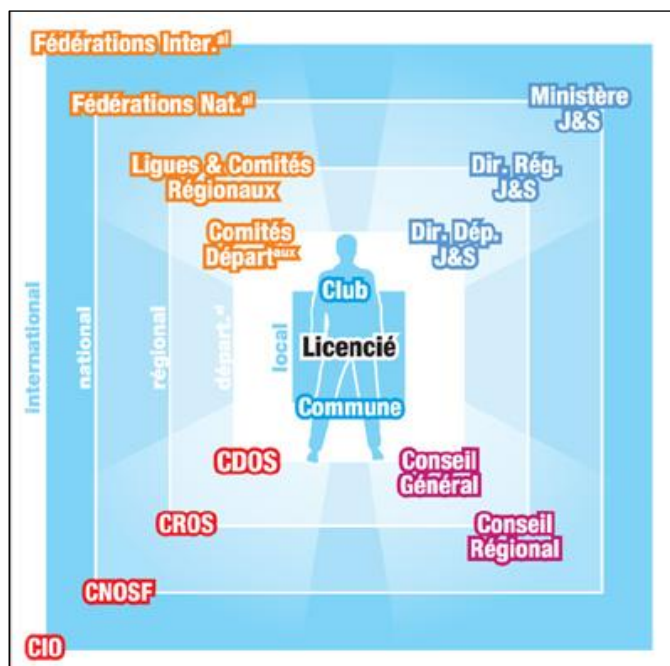 Fédérations Inter.al
Fédérations Nat.al
Ministère
J&S
Ligues & Comités
Régionaux
Dir. Rég.
J&S
Comités
Départaux
Dir. Dép.
J&S
Club
international
national
régional
départ.al
local
Licencié
Commune
CDOS
Conseil
Général
CROS
Conseil
Régional
CNOSF
CIO